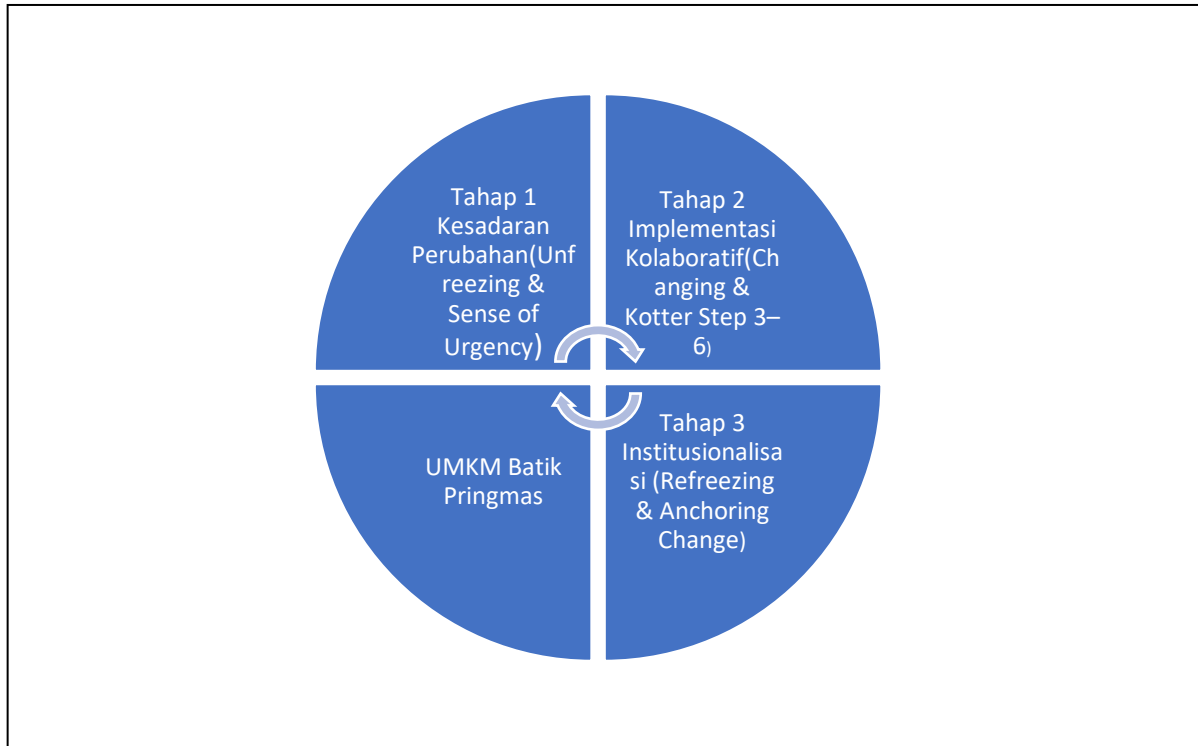 Tahap 1
Kesadaran
Perubahan(Unf
reezing &
Sense of
Urgency)
Tahap 2
Implementasi
Kolaboratif(Ch
anging &
Kotter Step 3–
6)
UMKM Batik
Pringmas
Tahap 3
Institusionalisa
si (Refreezing
& Anchoring
Change)